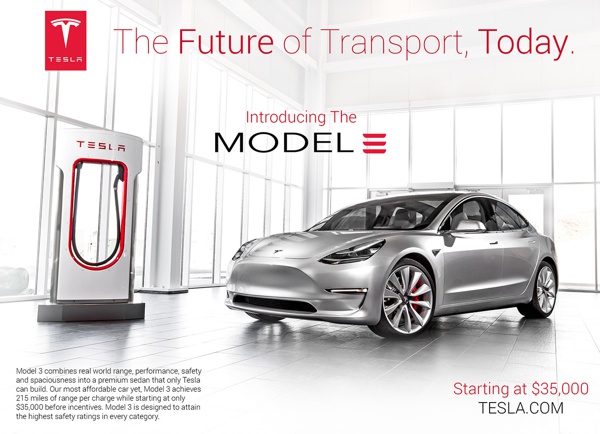 TESLA
The Future of Transport, Today.
Introducing The
MODEL
TESLA
Model 3 combines real world range, performance, safety
and spaciousness into a premium sedan that only Tesla
can build. Our most affordable car yet, Model 3 achieves
215 miles of range per charge while starting at only
$35,000 before incentives. Model 3 is designed to attain
the highest safety ratings in every category.
Starting at $35,000
TESLA.COM